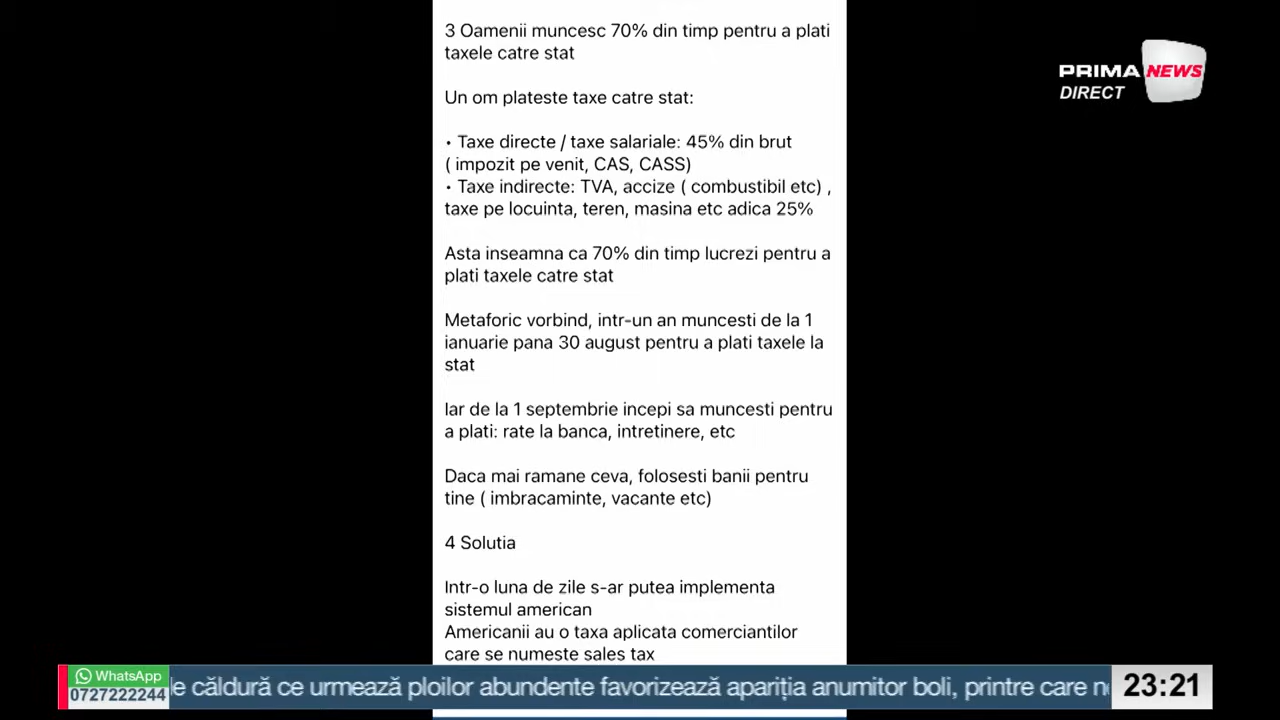 3 Oamenii muncesc 70% din timp pentru a plati
taxele catre stat
Un om plateste taxe catre stat:
• Taxe directe / taxe salariale: 45% din brut
( impozit pe venit, CAS, CASS)
• Taxe indirecte: TVA, accize ( combustibil etc) ,
taxe pe locuinta, teren, masina etc adica 25%
Asta inseamna ca 70% din timp lucrezi pentru a
plati taxele catre stat
Metaforic vorbind, intr-un an muncesti de la 1
ianuarie pana 30 august pentru a plati taxele la
stat
Iar de la 1 septembrie incepi sa muncesti pentru
a plati: rate la banca, intretinere, etc
Daca mai ramane ceva, folosesti banii pentru
tine ( imbracaminte, vacante etc)
4 Solutia
Intr-o luna de zile s-ar putea implementa
sistemul american
Americanii au o taxa aplicata comerciantilor
care se numeste sales tax
PRIMA NEWS
DIRECT
WhatsApp
0727222244
căldură ce urmează ploilor abundente favorizează apariția anumitor boli, printre care
23:21